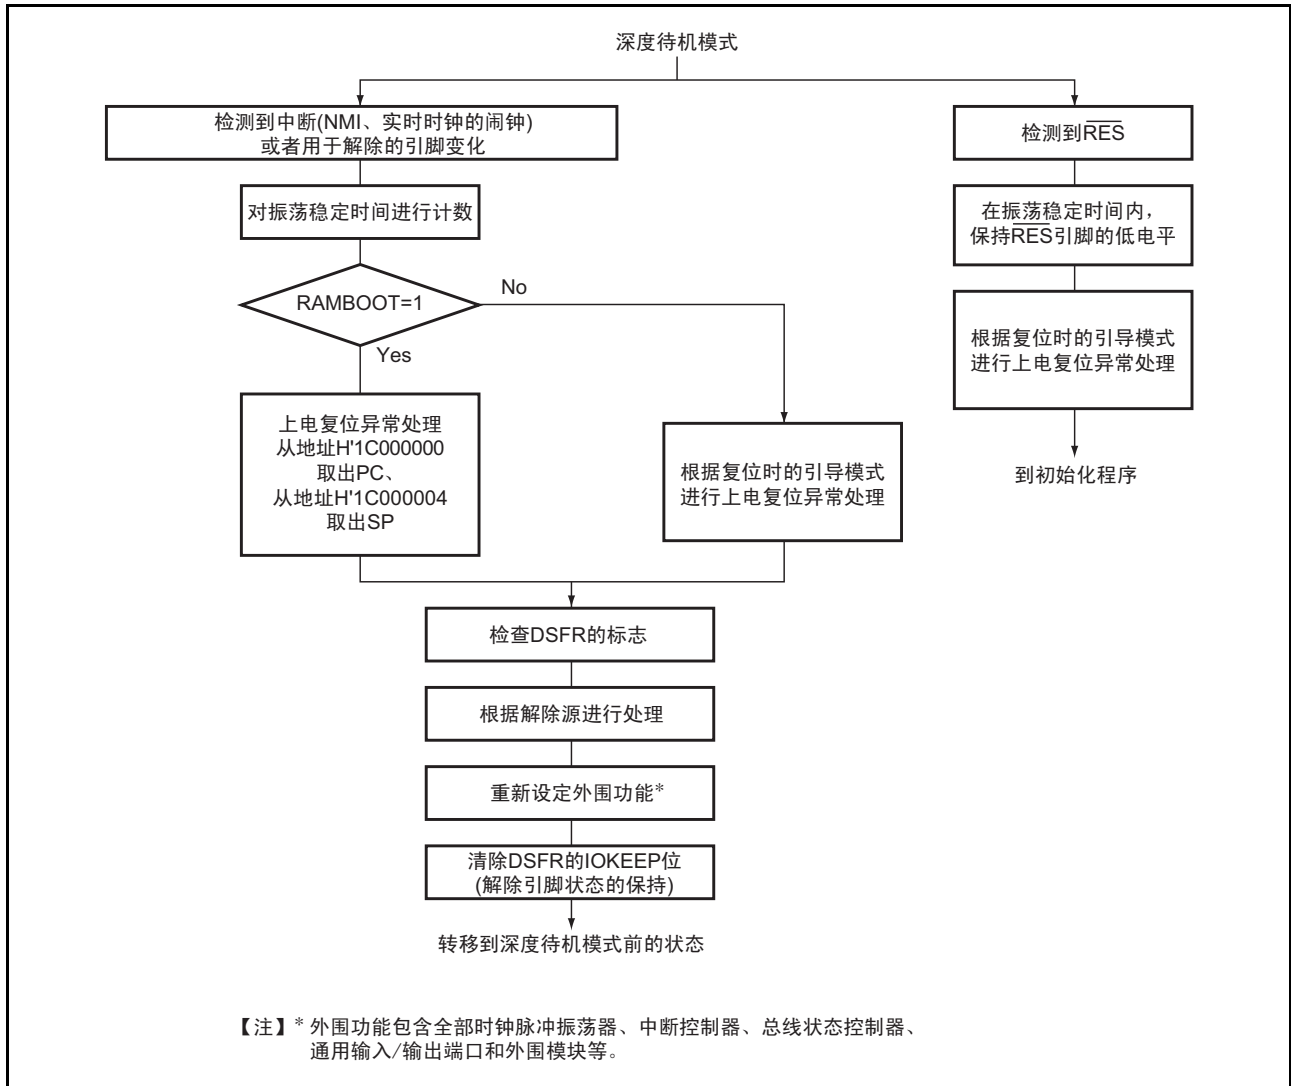 深度待机模式
检测到中断(NMI、实时时钟的闹钟)
或者用于解除的引脚变化
对振荡稳定时间进行计数
RAMBOOT=1
No
Yes
上电复位异常处理
从地址H'1C000000
取出PC、
从地址H'1C000004
取出SP
根据复位时的引导模式
进行上电复位异常处理
检测到RES
在振荡稳定时间内，
保持RES引脚的低电平
根据复位时的引导模式
进行上电复位异常处理
到初始化程序
检查DSFR的标志
根据解除源进行处理
重新设定外围功能*
清除DSFR的IOKEEP位
(解除引脚状态的保持)
转移到深度待机模式前的状态
【注】* 外围功能包含全部时钟脉冲振荡器、中断控制器、总线状态控制器、
通用输入/输出端口和外围模块等。